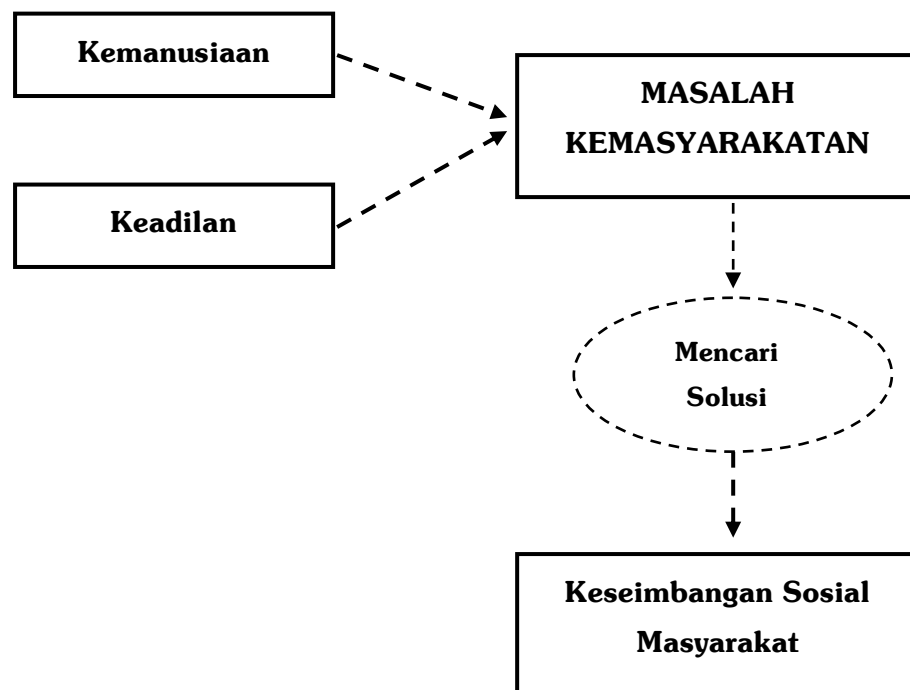 Kemanusiaan
MASALAH
KEMASYARAKATAN
Keadilan
Mencari
Solusi
Keseimbangan Sosial
Masyarakat